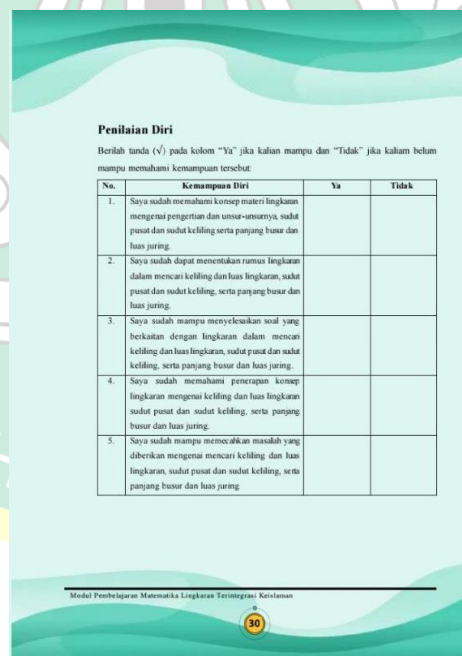 Penilaian Diri
Berilah tanda (√) pada kolom “Ya” jika kalian mampu dan “Tidak” jika kaliam belum
mampu memahami kemampuan tersebut:
No. Kemampuan Diri Ya Tidak
1. Saya sudah memahami konsep materi lingkaran
mengenai pengertian dan unsur-unsurnya, sudut
pusat dan sudut keliling serta panjang busur dan
luas juring.
2. Saya sudah dapat menentukan rumus lingkaran
dalam mencari keliling dan luas lingkaran, sudut
pusat dan sudut keliling, serta panjang busur dan
luas juring.
3. Saya sudah mampu menyelesaikan soal yang
berkaitan dengan lingkaran dalam mencari
keliling dan luas lingkaran, sudut pusat dan sudut
keliling, serta panjang busur dan luas juring.
4. Saya sudah memahami penerapan konsep
lingkaran mengenai keliling dan luas lingkaran
sudut pusat dan sudut keliling, serta panjang
busur dan luas juring.
5. Saya sudah mampu memecahkan masalah yang
diberikan mengenai mencari keliling dan luas
lingkaran, sudut pusat dan sudut keliling, serta
panjang busur dan luas juring.
Modul Pembelajaran Matematika Lingkaran Terintegrasi Keislaman
30